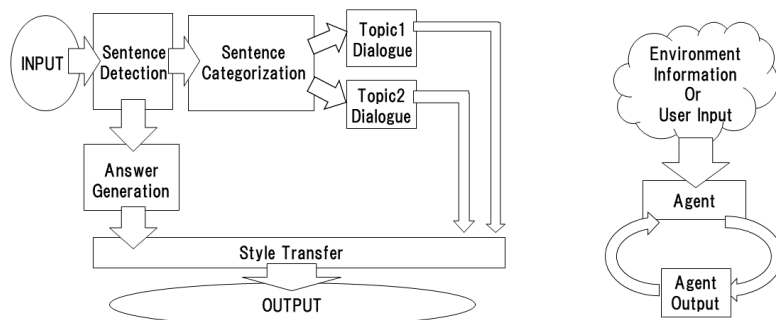 INPUT
Sentence
Detection
Sentence
Categorization
Topic1
Dialogue
Topic2
Dialogue
Answer
Generation
Style Transfer
OUTPUT
Environment
Information
Or
User Input
Agent
Agent
Output